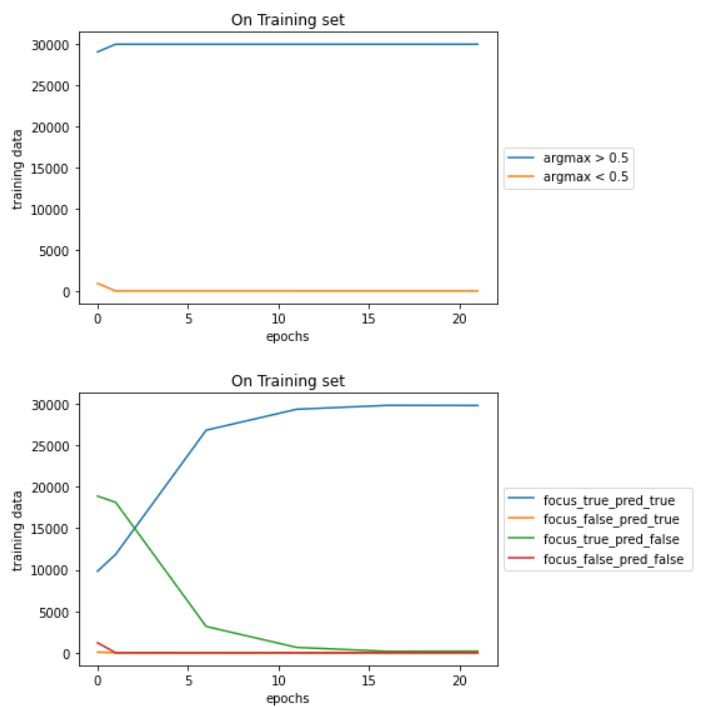 On Training set
30000
25000
20000
15000
10000
5000
0
training data
0 5 10 15 20
epochs
argmax > 0.5
argmax < 0.5
On Training set
30000
25000
20000
15000
10000
5000
0
training data
0 5 10 15 20
epochs
focus_true_pred_true
focus_false_pred_true
focus_true_pred_false
focus_false_pred_false